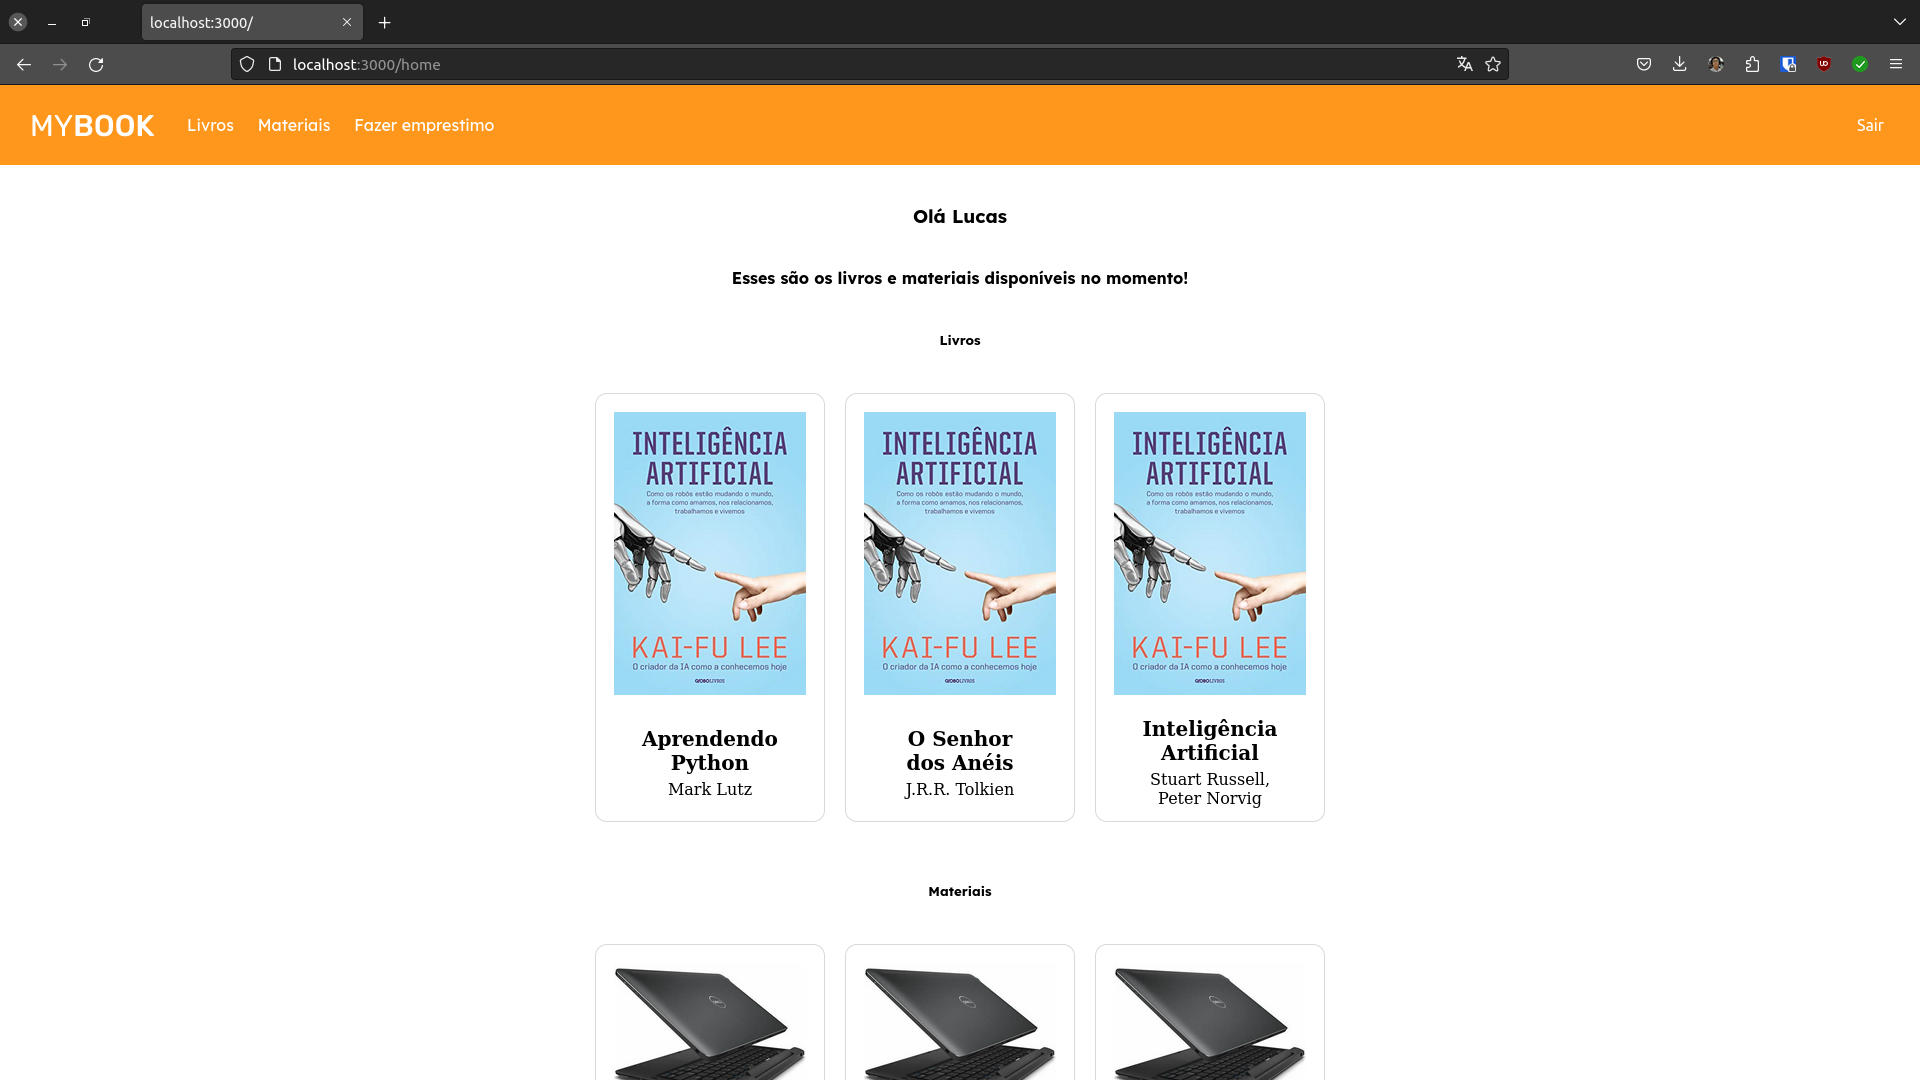 localhost:3000/
localhost:3000/home
MYBOOK Livros Materiais Fazer emprestimo Sair
Olá Lucas
Esses são os livros e materiais disponíveis no momento!
Livros
INTELIGÊNCIA
ARTIFICIAL
Como os robôs estão mudando o mundo,
a forma como amamos, nos relacionamos,
trabalhamos e vivemos
KAI-FU LEE
O criador da IA como a conhecemos hoje
GLOBOLIVROS
Aprendendo
Python
Mark Lutz
INTELIGÊNCIA
ARTIFICIAL
Como os robôs estão mudando o mundo,
a forma como amamos, nos relacionamos,
trabalhamos e vivemos
KAI-FU LEE
O criador da IA como a conhecemos hoje
GLOBOLIVROS
O Senhor
dos Anéis
J.R.R. Tolkien
INTELIGÊNCIA
ARTIFICIAL
Como os robôs estão mudando o mundo,
a forma como amamos, nos relacionamos,
trabalhamos e vivemos
KAI-FU LEE
O criador da IA como a conhecemos hoje
GLOBOLIVROS
Inteligência
Artificial
Stuart Russell,
Peter Norvig
Materiais